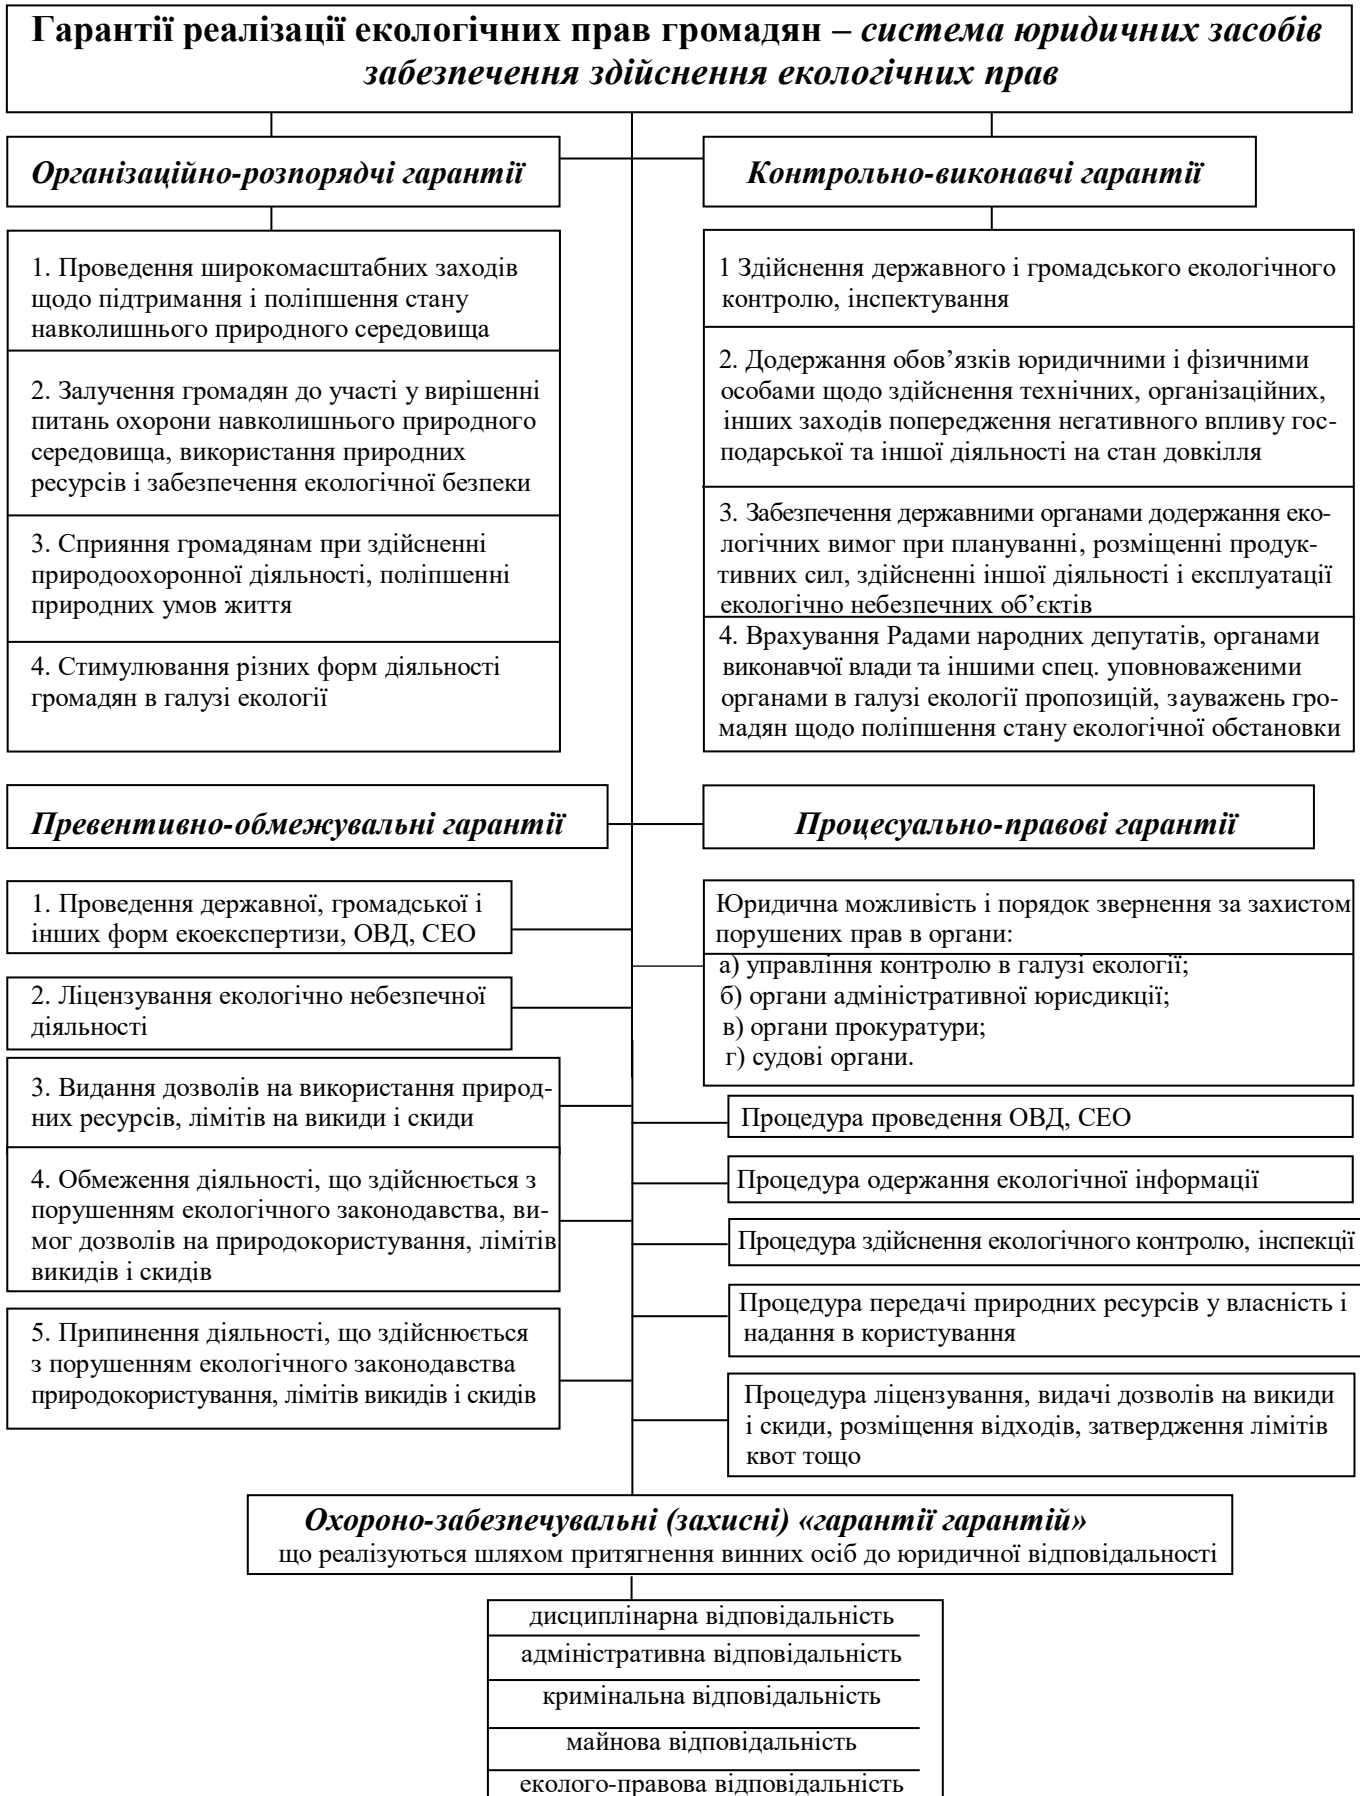 Гарантії реалізації екологічних прав громадян – система юридичних засобів
забезпечення здійснення екологічних прав
Організаційно-розпорядчі гарантії
1. Проведення широкомасштабних заходів
щодо підтримання і поліпшення стану
навколишнього природного середовища
2. Залучення громадян до участі у вирішенні
питань охорони навколишнього природного
середовища, використання природних
ресурсів і забезпечення екологічної безпеки
3. Сприяння громадянам при здійсненні
природоохоронної діяльності, поліпшенні
природних умов життя
4. Стимулювання різних форм діяльності
громадян в галузі екології
Контрольно-виконавчі гарантії
1 Здійснення державного і громадського екологічного
контролю, інспектування
2. Додержання обов’язків юридичними і фізичними
особами щодо здійснення технічних, організаційних,
інших заходів попередження негативного впливу гос-
подарської та іншої діяльності на стан довкілля
3. Забезпечення державними органами додержання еко-
логічних вимог при плануванні, розміщенні продук-
тивних сил, здійсненні іншої діяльності і експлуатації
екологічно небезпечних об’єктів
4. Врахування Радами народних депутатів, органами
виконавчої влади та іншими спец. уповноваженими
органами в галузі екології пропозицій, зауважень гро-
мадян щодо поліпшення стану екологічної обстановки
Превентивно-обмежувальні гарантії
1. Проведення державної, громадської і
інших форм екоекспертизи, ОВД, СЕО
2. Ліцензування екологічно небезпечної
діяльності
3. Видання дозволів на використання природ-
них ресурсів, лімітів на викиди і скиди
4. Обмеження діяльності, що здійснюється з
порушенням екологічного законодавства, ви-
мог дозволів на природокористування, лімітів
викидів і скидів
5. Припинення діяльності, що здійснюється
з порушенням екологічного законодавства
природокористування, лімітів викидів і скидів
Процесуально-правові гарантії
Юридична можливість і порядок звернення за захистом
порушених прав в органи:
а) управління контролю в галузі екології;
б) органи адміністративної юрисдикції;
в) органи прокуратури;
г) судові органи.
Процедура проведення ОВД, СЕО
Процедура одержання екологічної інформації
Процедура здійснення екологічного контролю, інспекції
Процедура передачі природних ресурсів у власність і
надання в користування
Процедура ліцензування, видачі дозволів на викиди
і скиди, розміщення відходів, затвердження лімітів
квот тощо
Охороно-забезпечувальні (захисні) «гарантії гарантій»
що реалізуються шляхом притягнення винних осіб до юридичної відповідальності
дисциплінарна відповідальність
адміністративна відповідальність
кримінальна відповідальність
майнова відповідальність
еколого-правова відповідальність